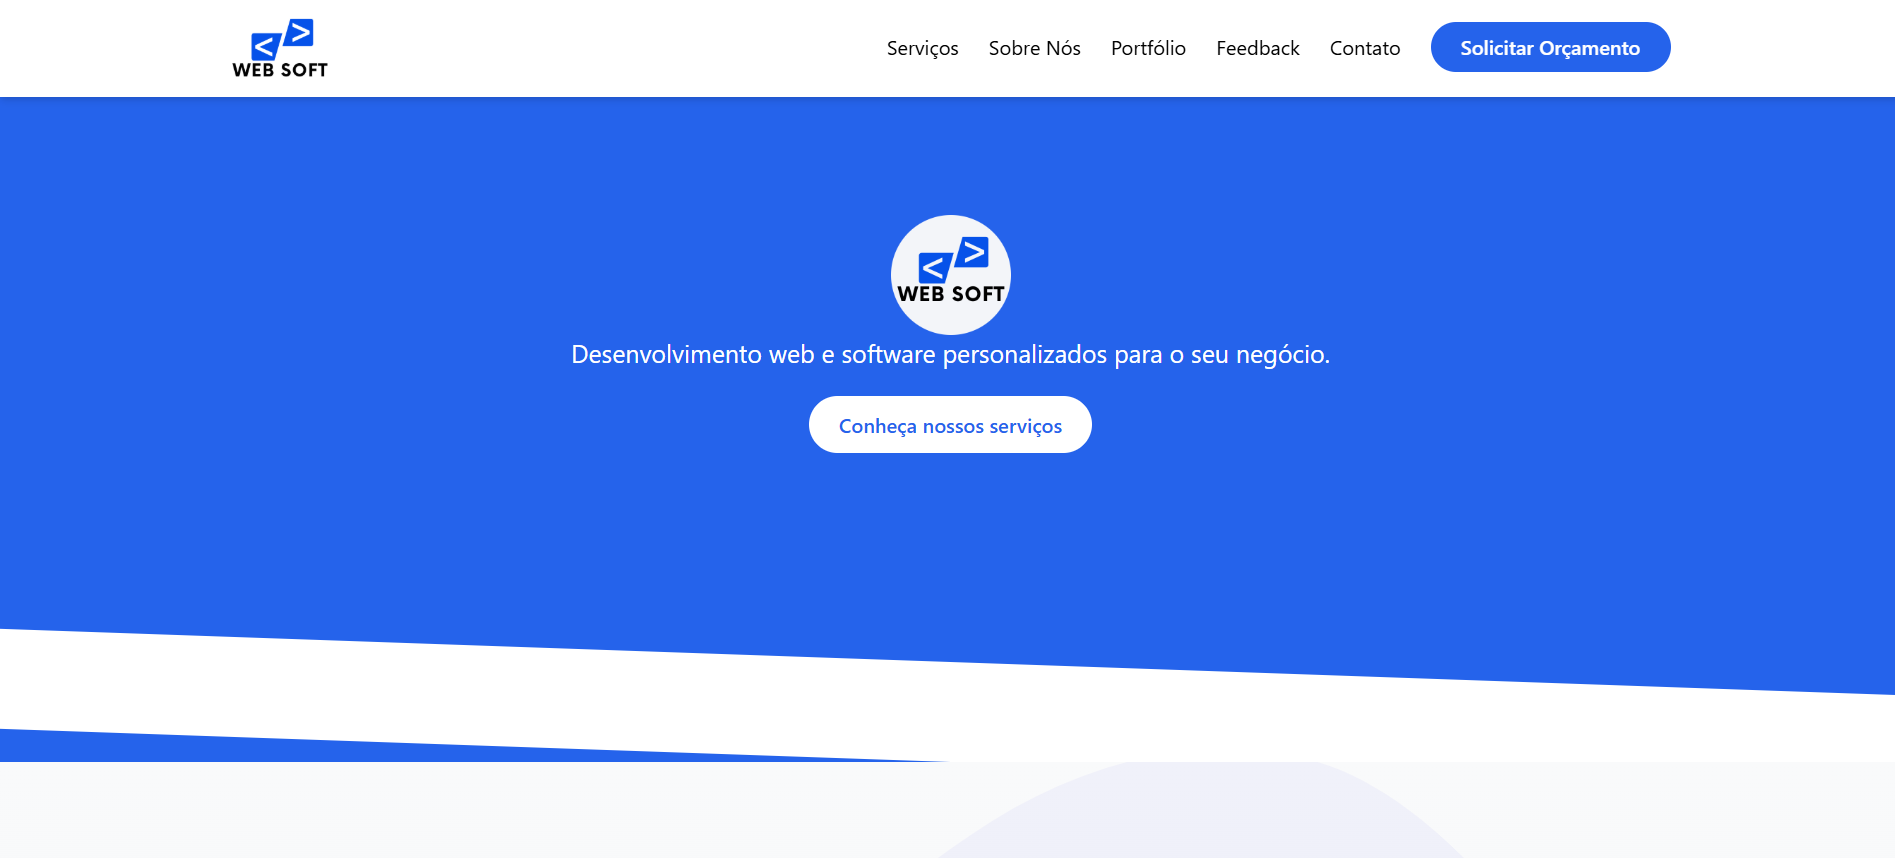 WEB SOFT
Serviços Sobre Nós Portfólio Feedback Contato Solicitar Orçamento
WEB SOFT
Desenvolvimento web e software personalizados para o seu negócio.
Conheça nossos serviços